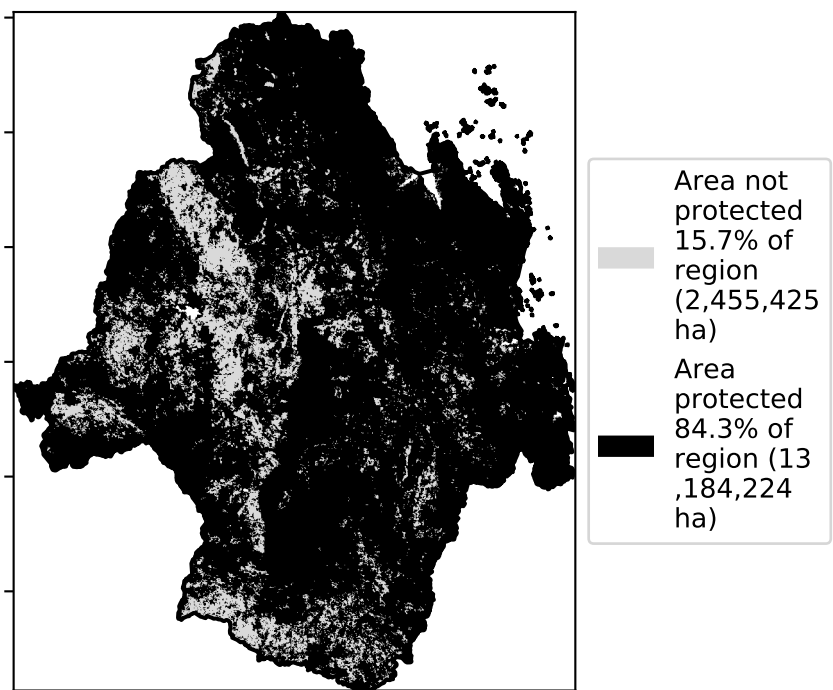 Area not
protected
15.7% of
region
(2,455,425
ha)
Area
protected
84.3% of
region (13
,184,224
ha)